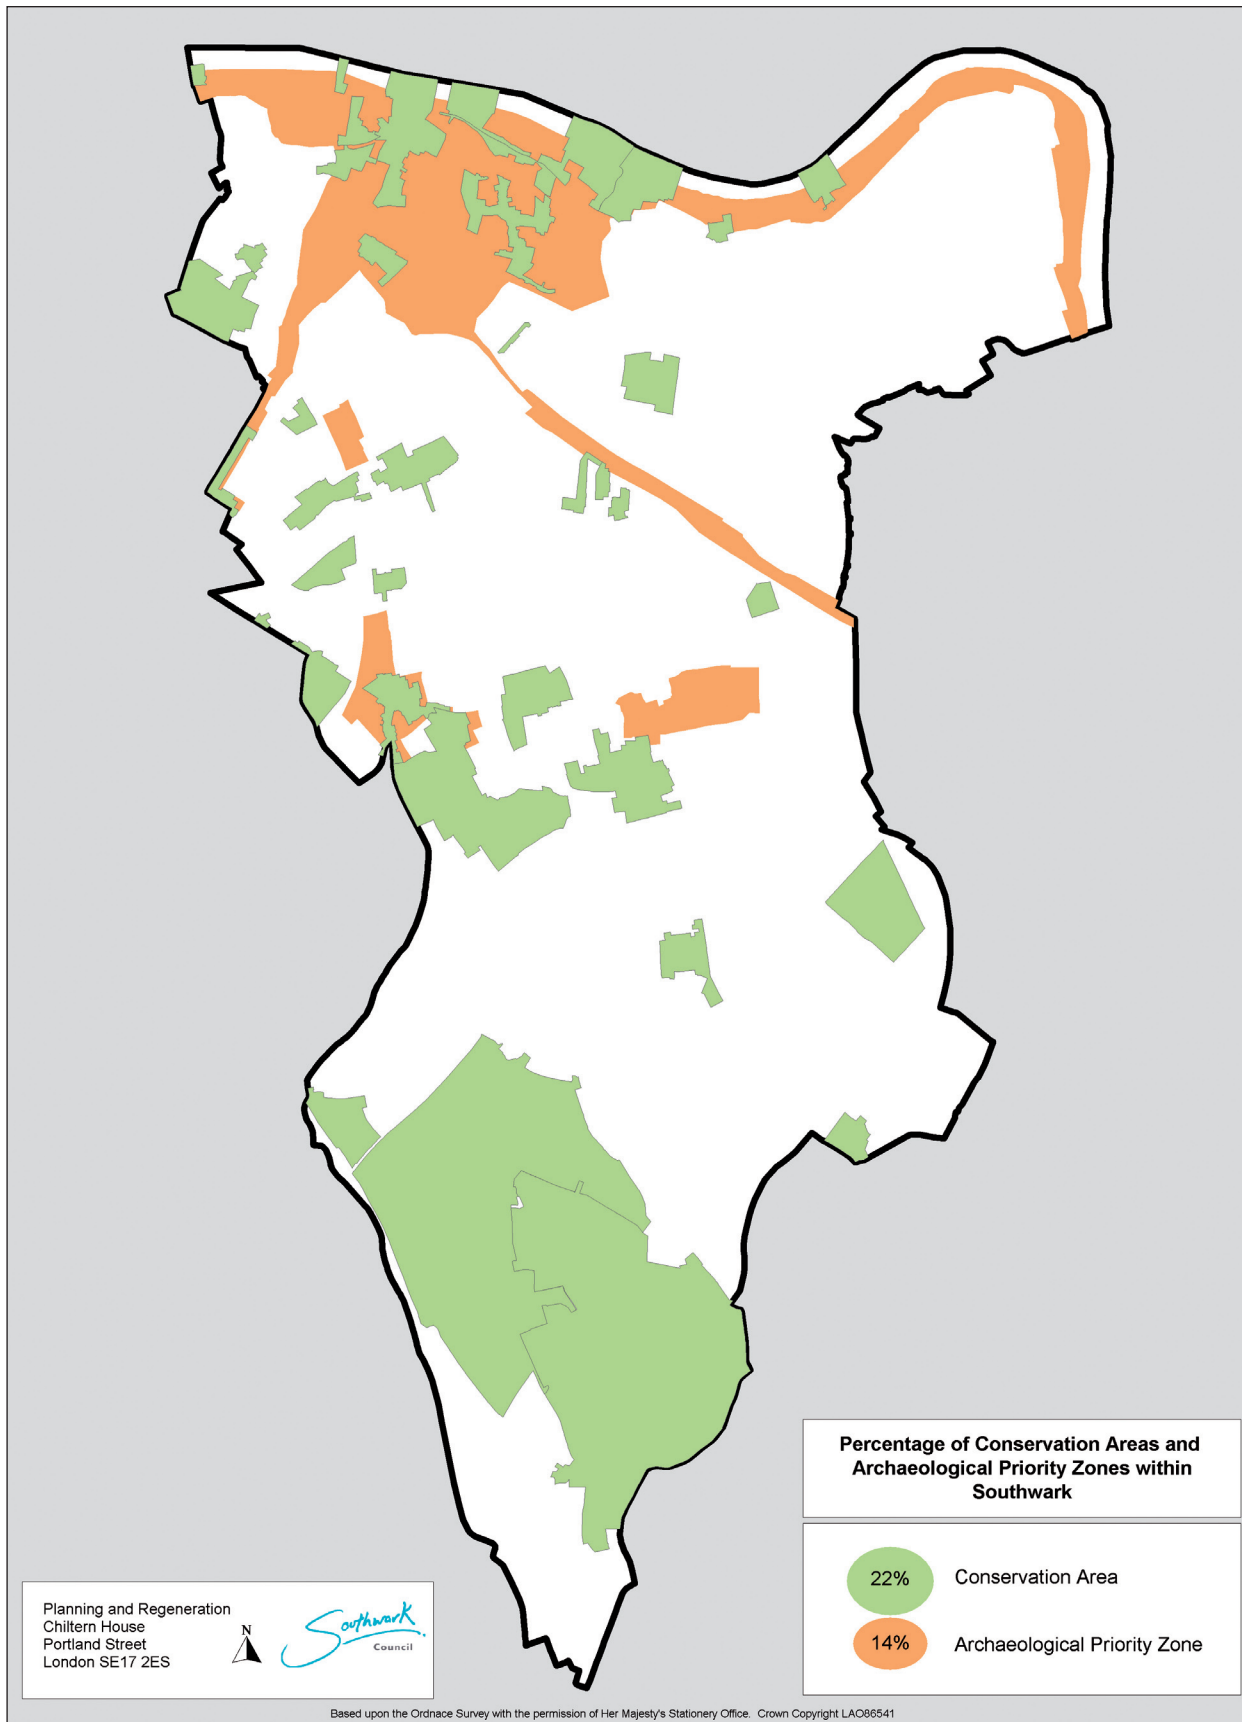 Percentage of Conservation Areas and
Archaeological Priority Zones within
Southwark
22%
Conservation Area
14%
Archaeological Priority Zone
Planning and Regeneration
Chiltern House
Portland Street
London SE17 2ES
N
Southwark
Council
Based upon the Ordnace Survey with the permission of Her Majesty's Stationery Office. Crown Copyright LAO86541